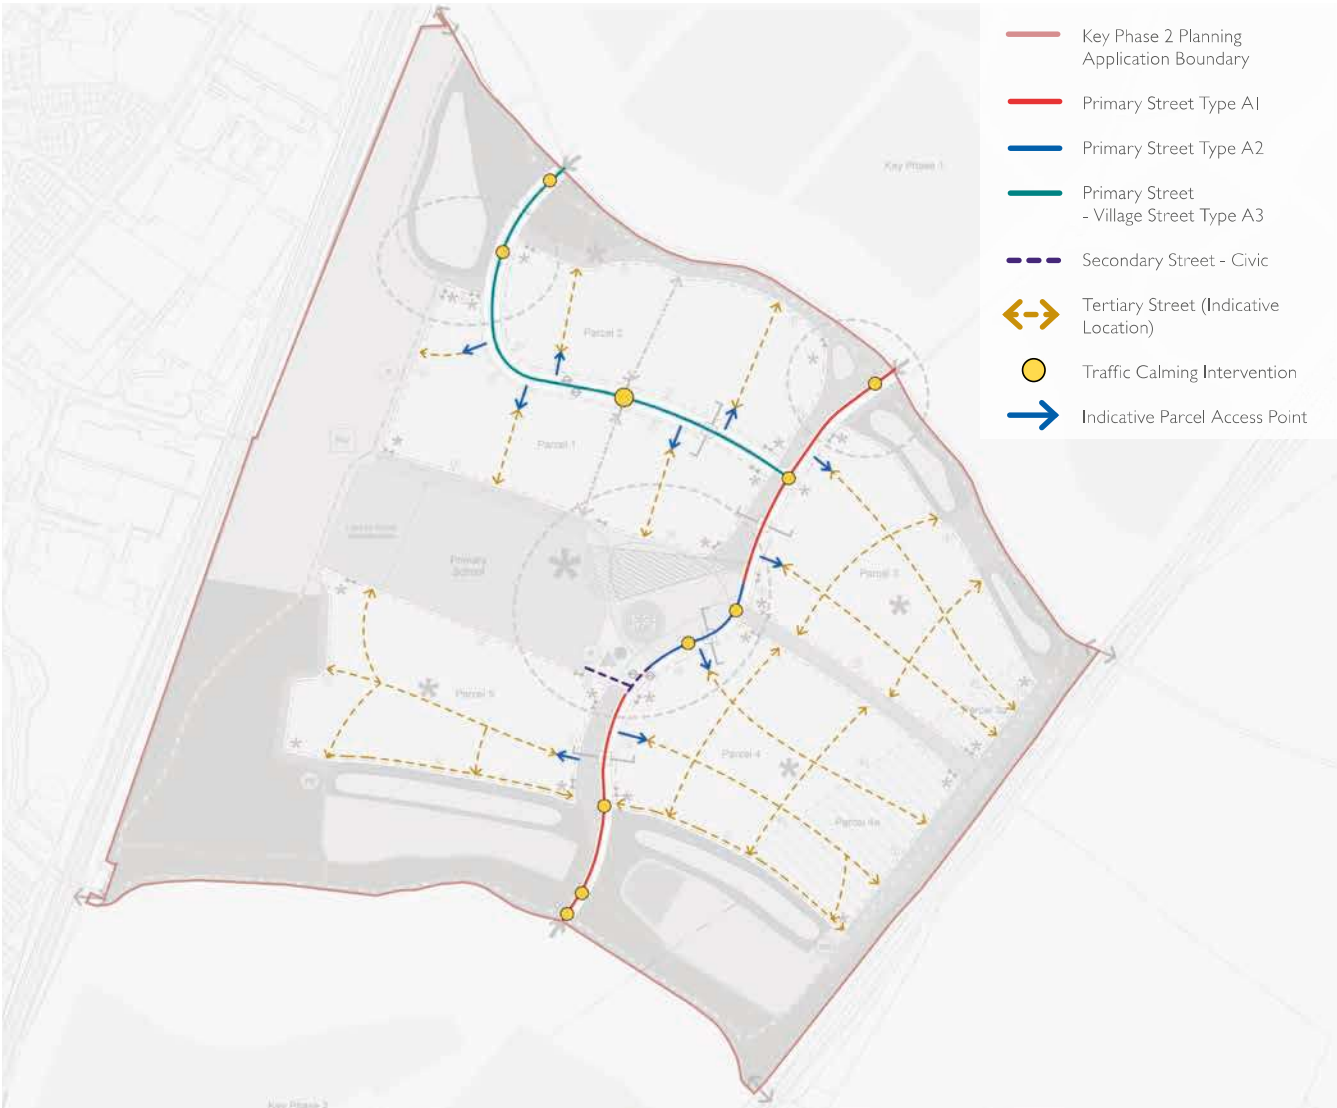 Key Phase 2 Planning
Application Boundary
Primary Street Type A1
Primary Street Type A2
Primary Street
- Village Street Type A3
Secondary Street - Civic
Tertiary Street (Indicative
Location)
Traffic Calming Intervention
Indicative Parcel Access Point
Key Phase 1
Parcel 2
Parcel 1
Primary
School
Parcel 3
Parcel 5
Parcel 4
Parcel 4a
Key Phase 3